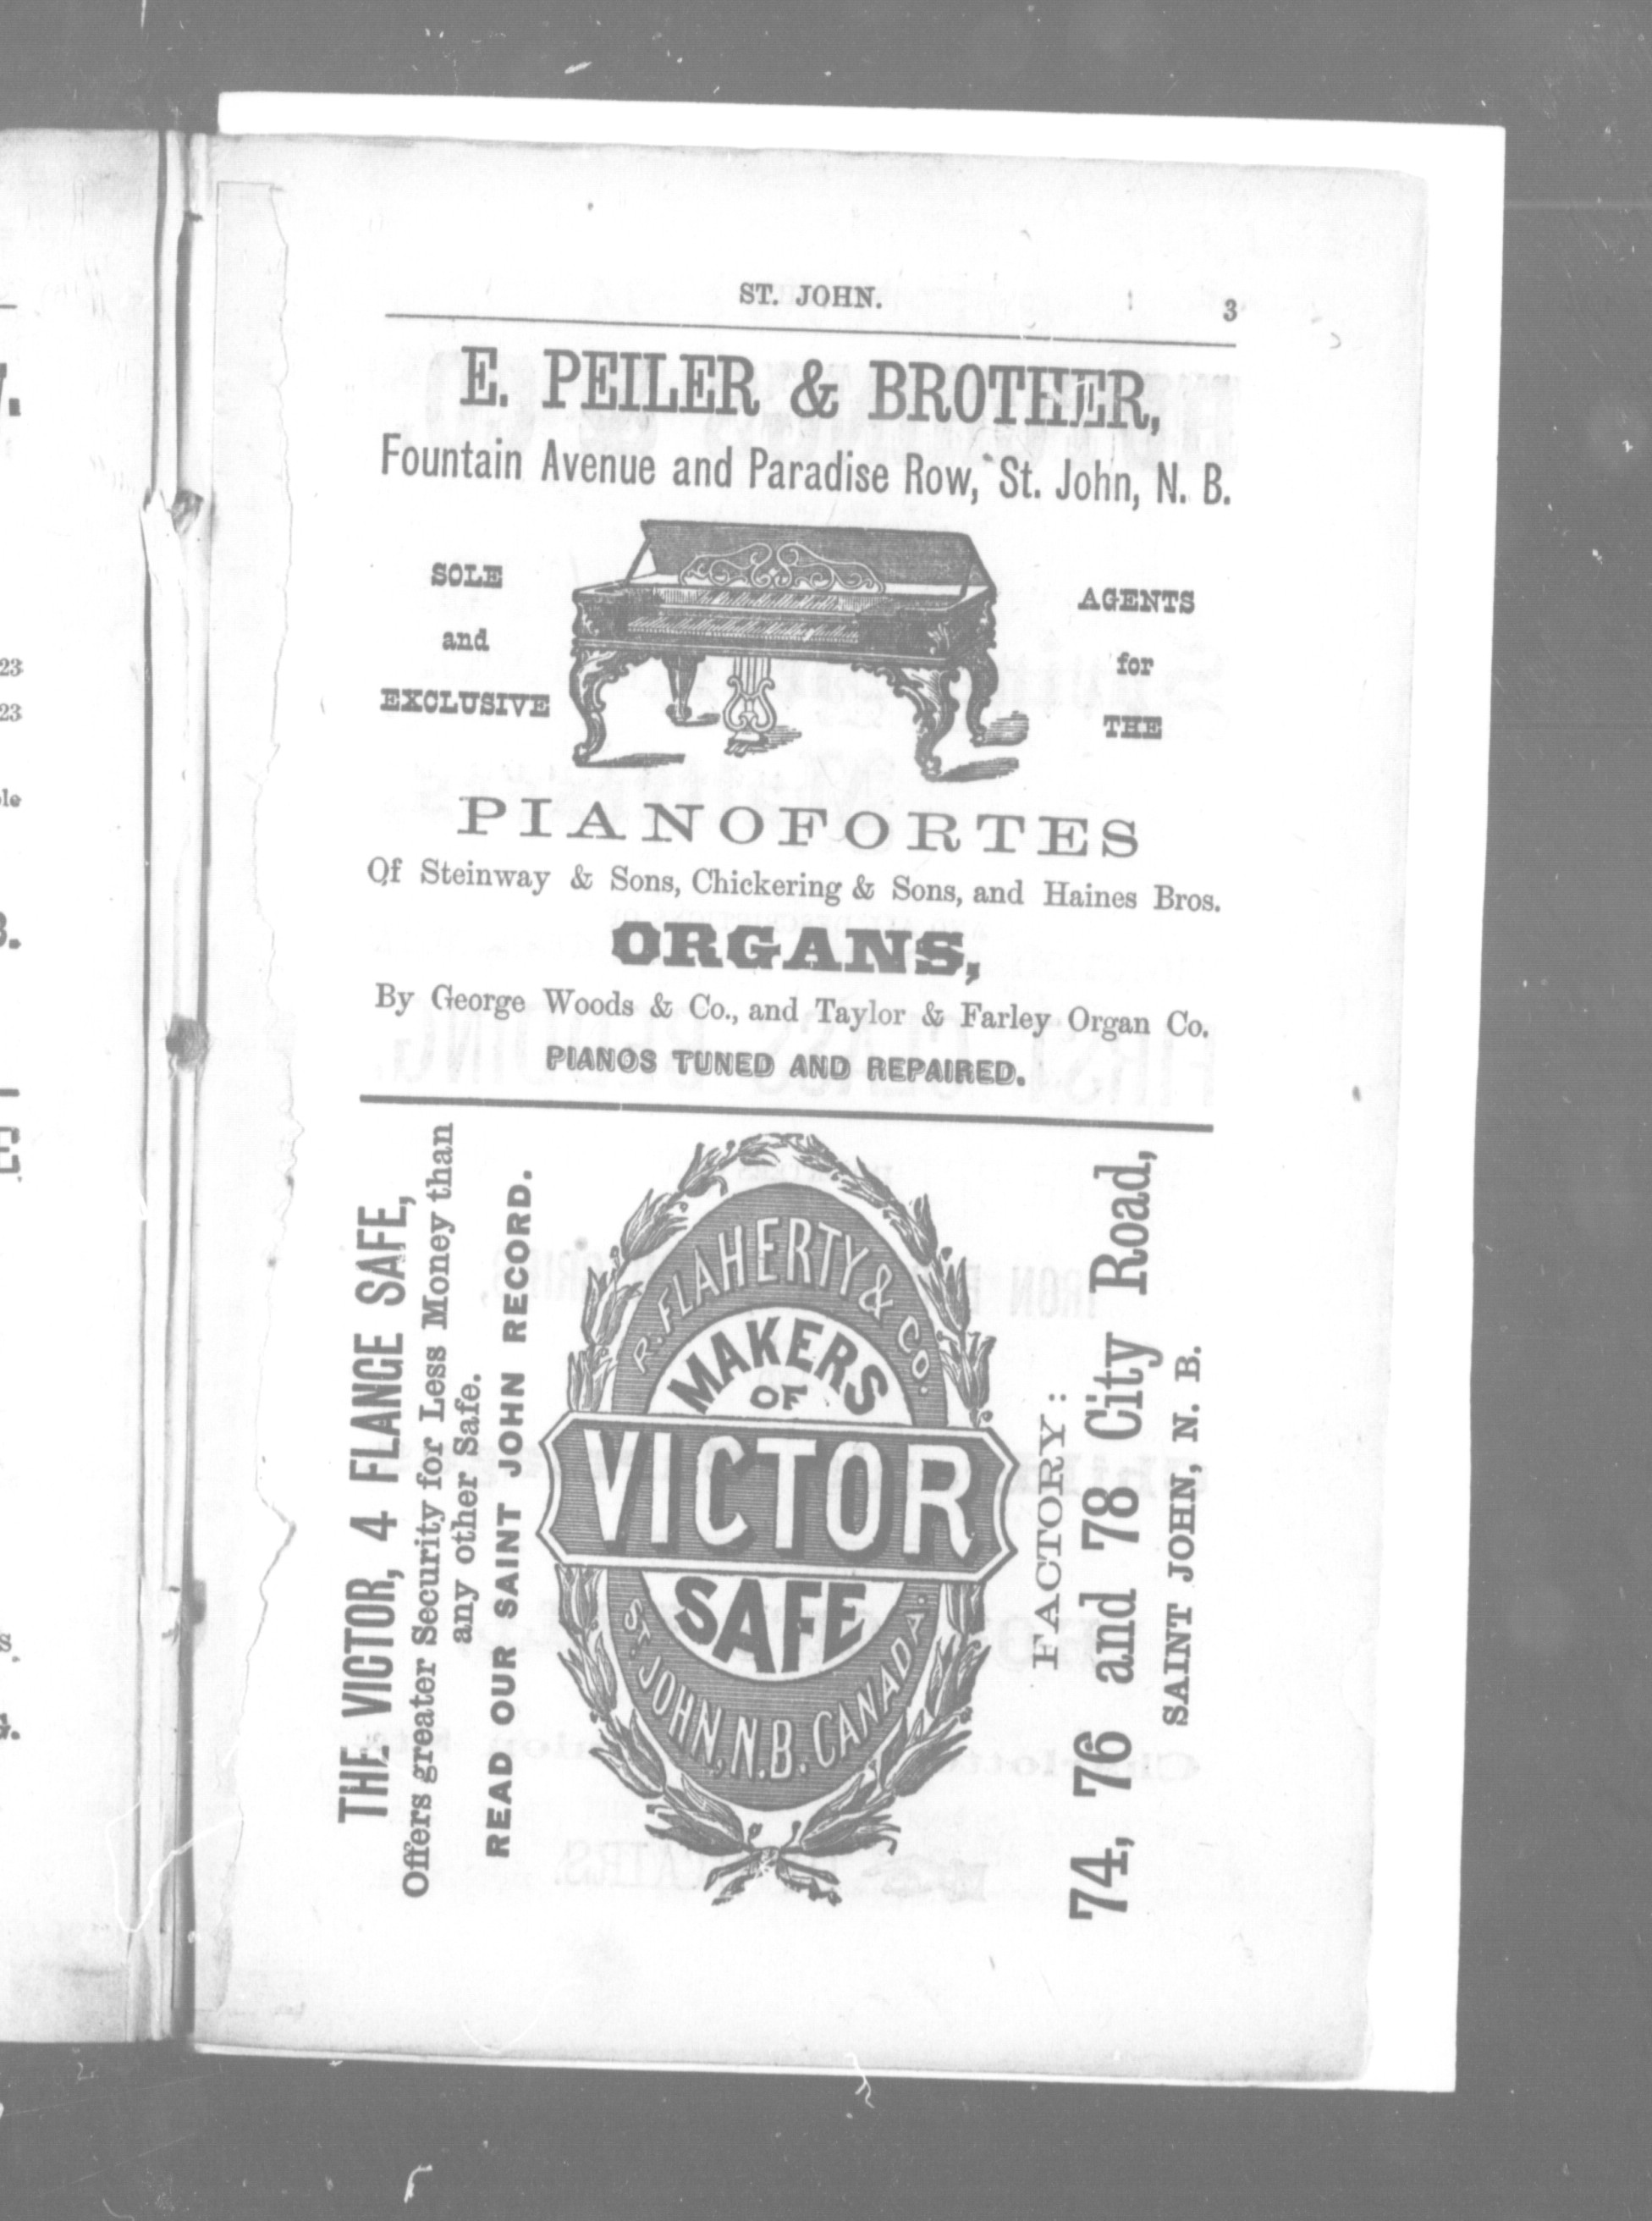 ST. JOHN. 3
E. PEILER & BROTHER,
Fountain Avenue and Paradise Row, St. John, N. B.
SOLE
and
EXCLUSIVE
AGENTS
for
THE
PIANOFORTES
Of Steinway & Sons, Chickering & Sons, and Haines Bros.
ORGANS,
By George Woods & Co., and Taylor & Farley Organ Co.
PIANOS TUNED AND REPAIRED.
THE VICTOR, 4 FLANGE SAFE,
Offers greater Security for Less Money than
any other Safe.
READ OUR SAINT JOHN RECORD.
R. FLAHERTY & CO.
MAKERS
OF
VICTOR
SAFE
ST. JOHN, N.B. CANADA.
FACTORY:
74, 76 and 78 City Road,
SAINT JOHN, N. B.